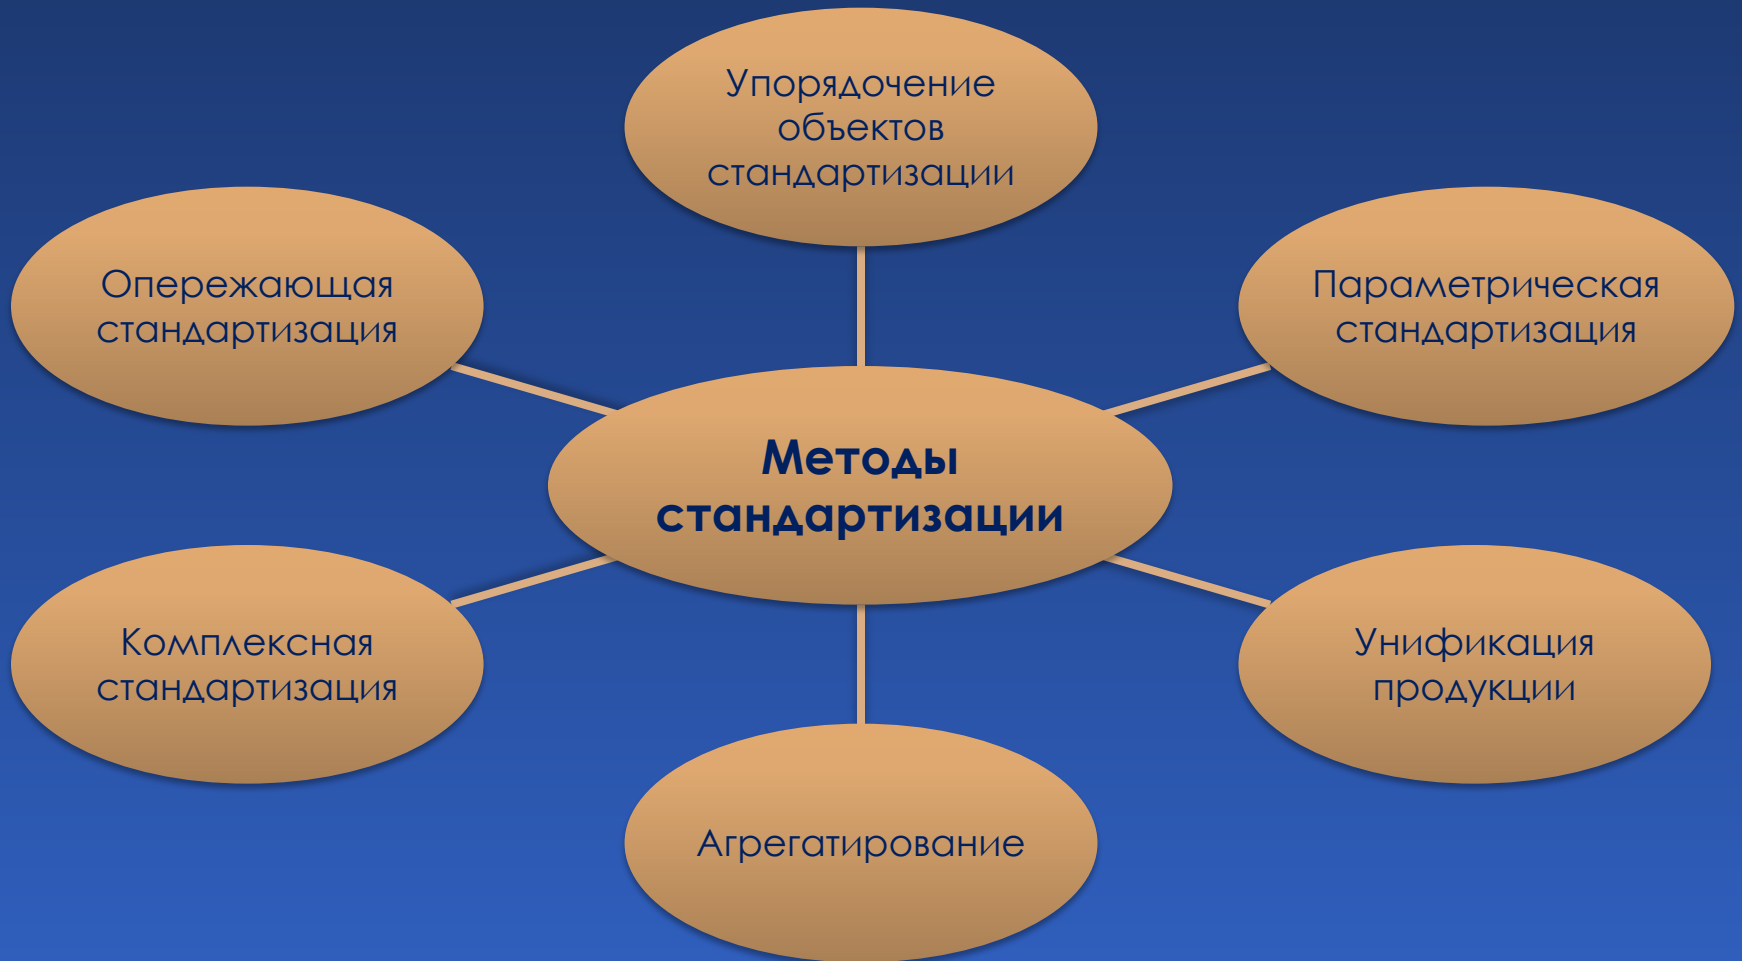 Упорядочение
объектов
стандартизации
Опережающая
стандартизация
Параметрическая
стандартизация
Методы
стандартизации
Комплексная
стандартизация
Унификация
продукции
Агрегатирование